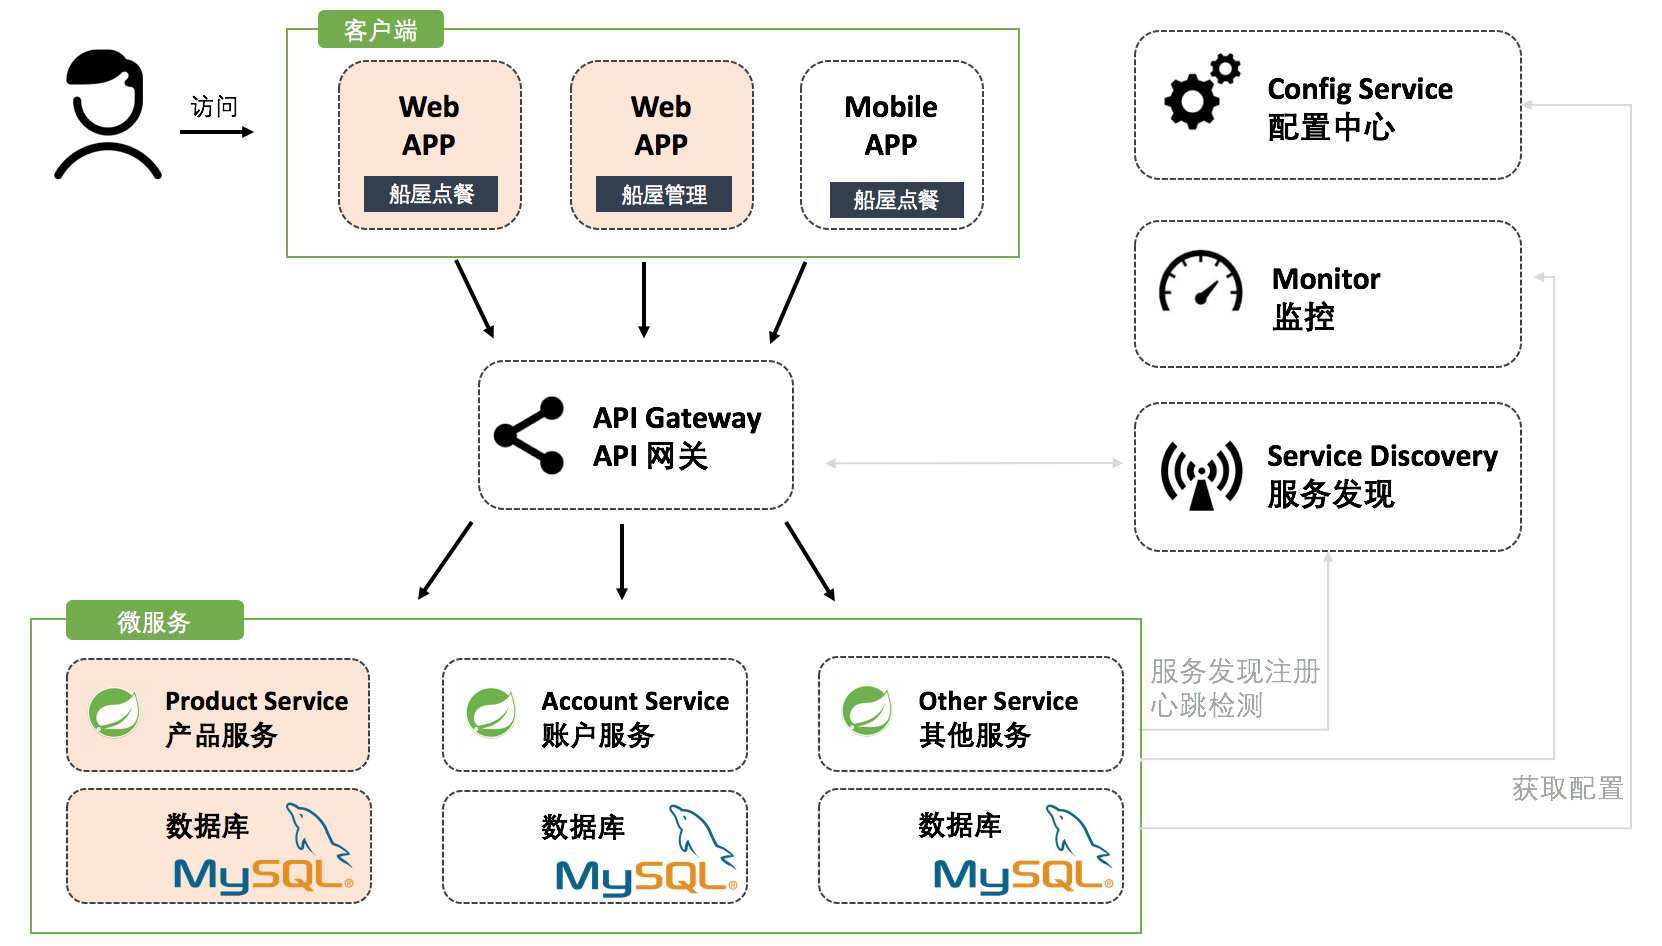 客户端
访问
Web
APP
船屋点餐
Web
APP
船屋管理
Mobile
APP
船屋点餐
Config Service
配置中心
Monitor
监控
API Gateway
API 网关
Service Discovery
服务发现
微服务
Product Service
产品服务
Account Service
账户服务
Other Service
其他服务
服务发现注册
心跳检测
获取配置
数据库
MySQL®
数据库
MySQL®
数据库
MySQL®